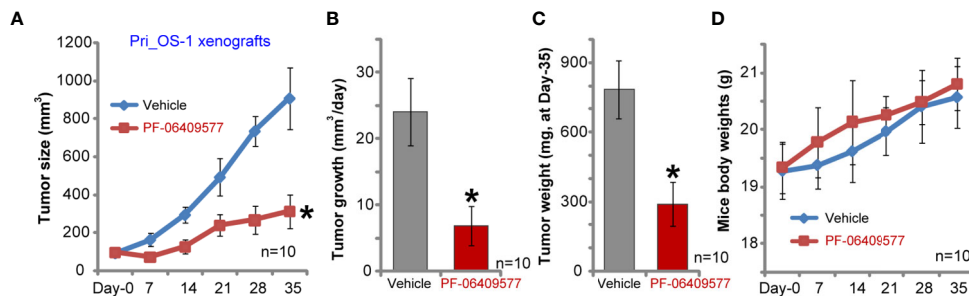 A
Pri_OS-1 xenografts
Tumor size (mm³)
1200
1000
800
600
400
200
0
Vehicle
PF-06409577
*
n=10
Day-0 7 14 21 28 35
B
Tumor growth (mm³/day)
30
20
10
0
*
n=10
Vehicle PF-06409577
C
Tumor weight (mg, at Day-35)
900
600
300
0
*
n=10
Vehicle PF-06409577
D
Mice body weights (g)
21
20
19
18
Vehicle
PF-06409577
n=10
Day-0 7 14 21 28 35